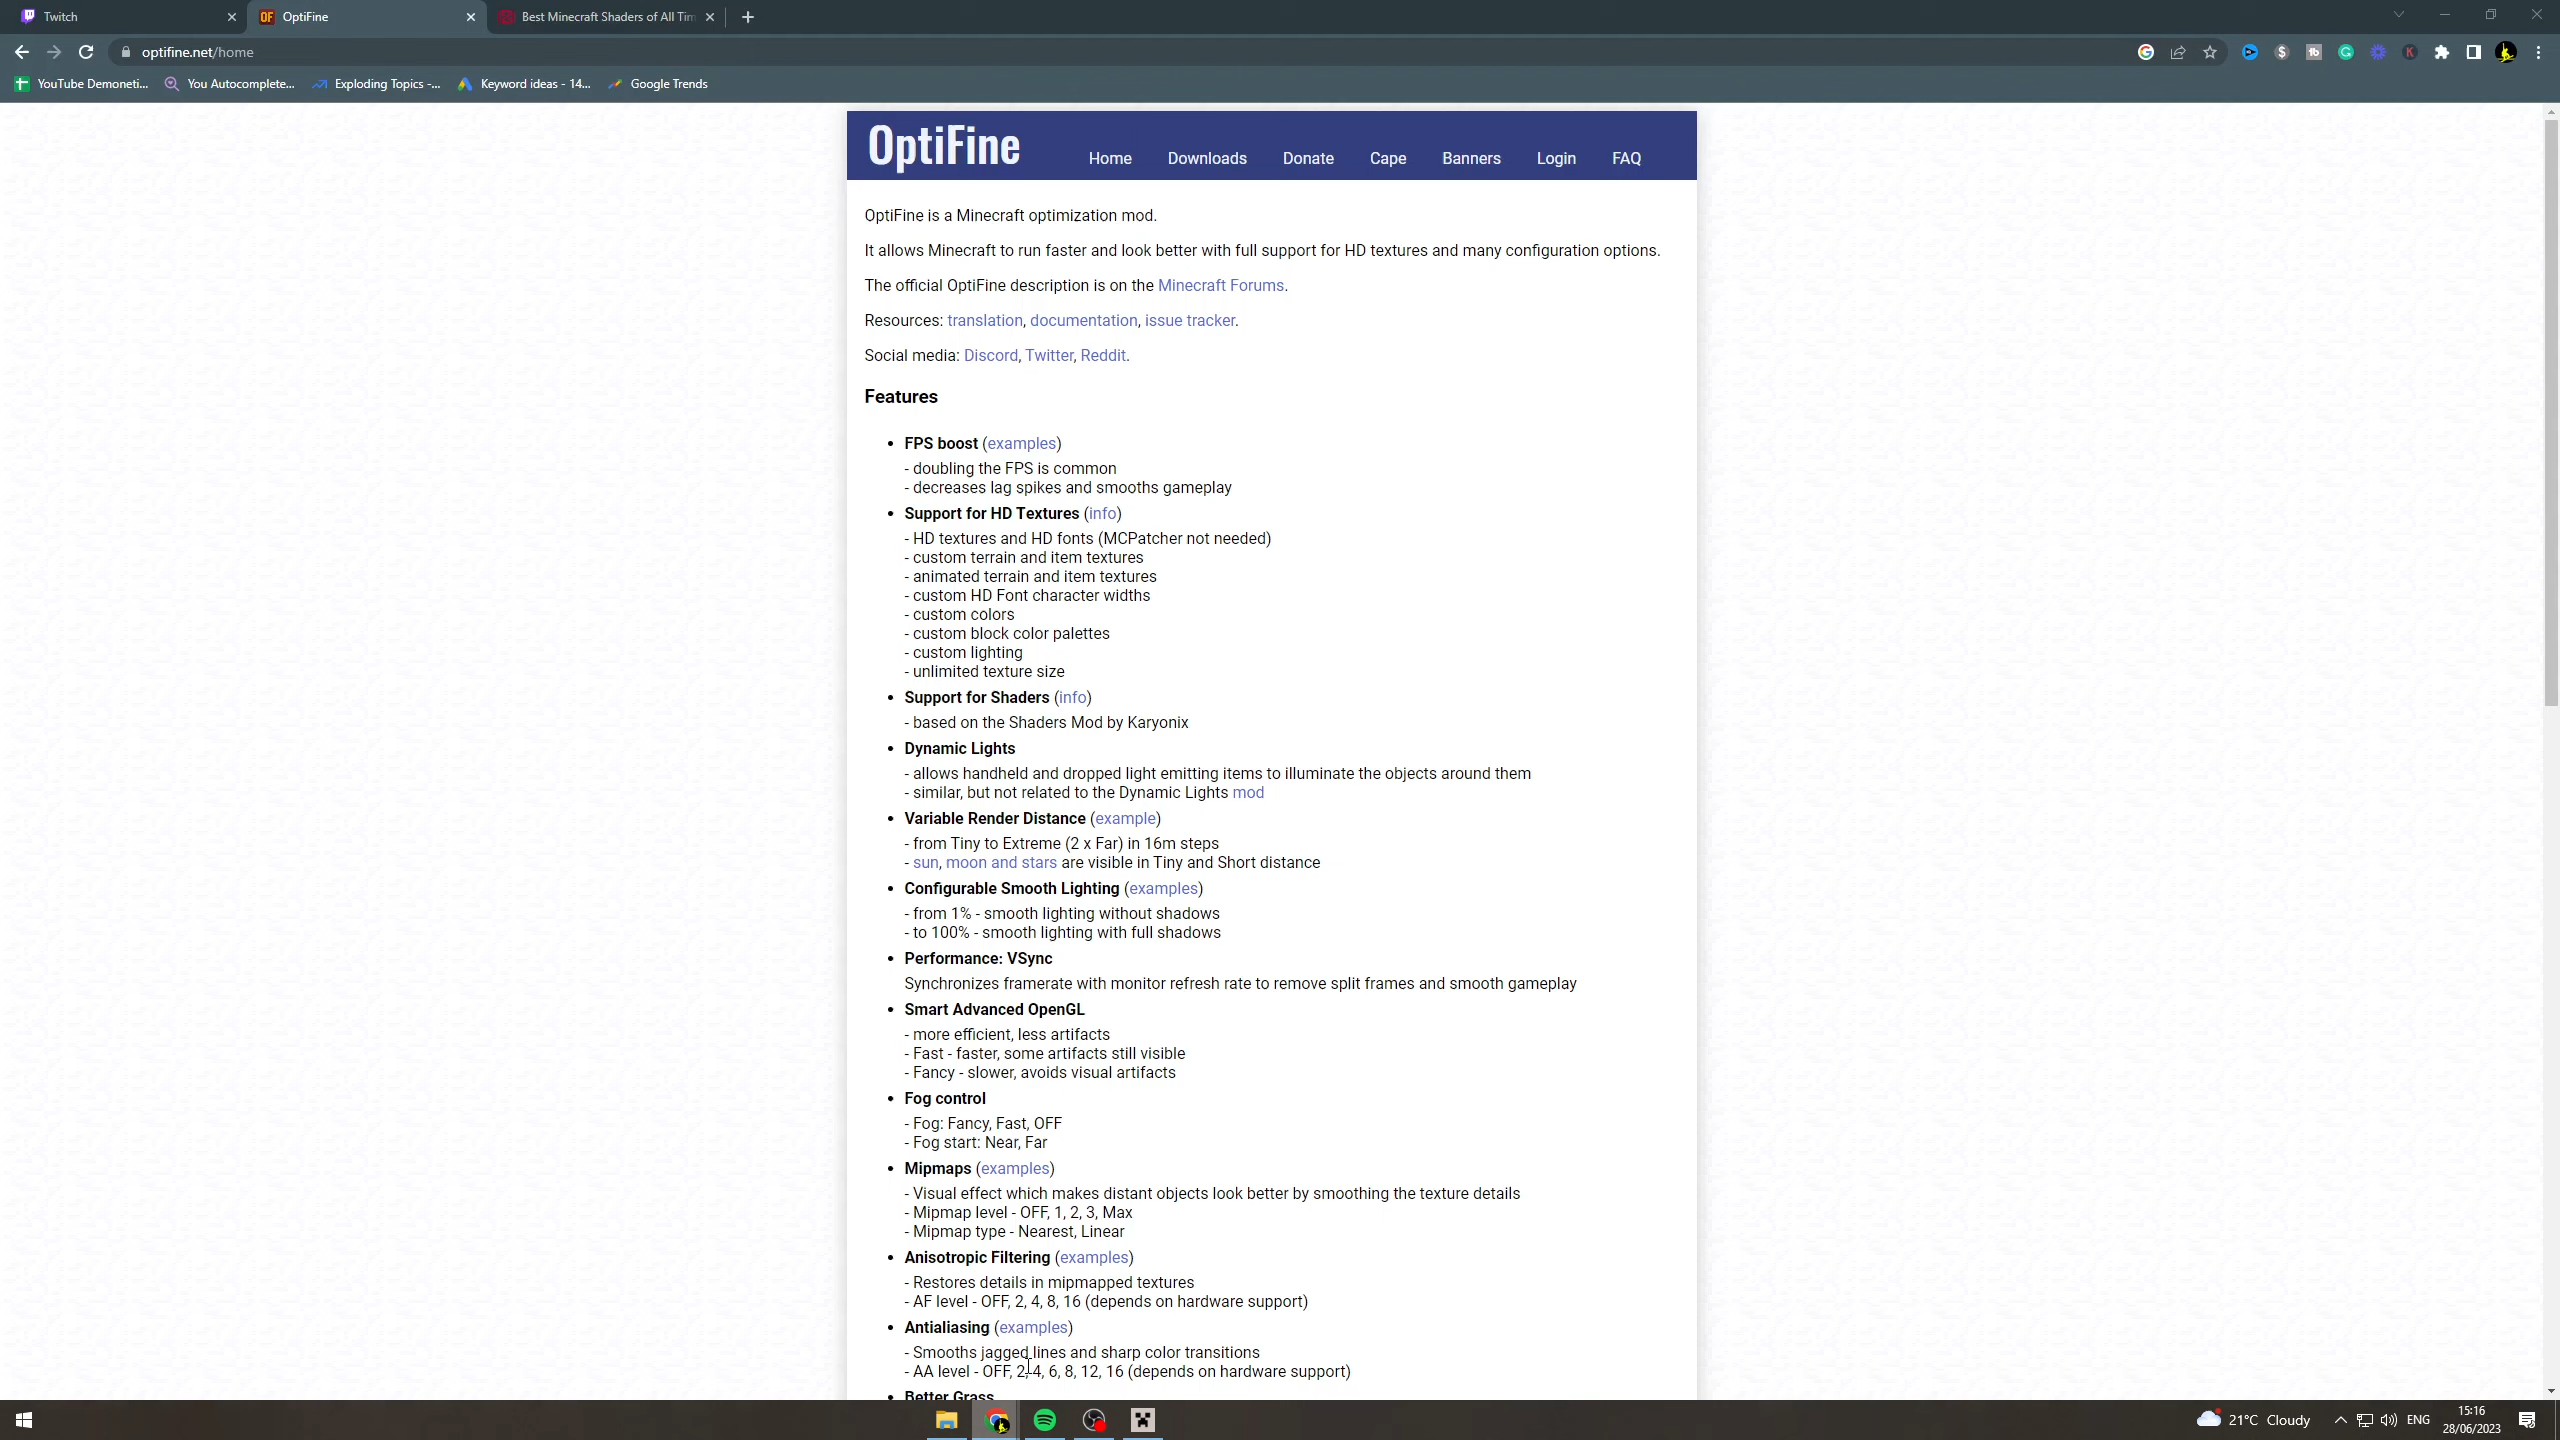 Twitch
OptiFine
Best Minecraft Shaders of All Tim
optifine.net/home
YouTube Demoneti...
You Autocomplete...
Exploding Topics -...
Keyword ideas - 14...
Google Trends
OptiFine
Home
Downloads
Donate
Cape
Banners
Login
FAQ
OptiFine is a Minecraft optimization mod.
It allows Minecraft to run faster and look better with full support for HD textures and many configuration options.
The official OptiFine description is on the Minecraft Forums.
Resources: translation, documentation, issue tracker.
Social media: Discord, Twitter, Reddit.
Features
• FPS boost (examples)
- doubling the FPS is common
- decreases lag spikes and smooths gameplay
• Support for HD Textures (info)
- HD textures and HD fonts (MCPatcher not needed)
- custom terrain and item textures
- animated terrain and item textures
- custom HD Font character widths
- custom colors
- custom block color palettes
- custom lighting
- unlimited texture size
• Support for Shaders (info)
- based on the Shaders Mod by Karyonix
• Dynamic Lights
- allows handheld and dropped light emitting items to illuminate the objects around them
- similar, but not related to the Dynamic Lights mod
• Variable Render Distance (example)
- from Tiny to Extreme (2 x Far) in 16m steps
- sun, moon and stars are visible in Tiny and Short distance
• Configurable Smooth Lighting (examples)
- from 1% - smooth lighting without shadows
- to 100% - smooth lighting with full shadows
• Performance: VSync
Synchronizes framerate with monitor refresh rate to remove split frames and smooth gameplay
• Smart Advanced OpenGL
- more efficient, less artifacts
- Fast - faster, some artifacts still visible
- Fancy - slower, avoids visual artifacts
• Fog control
- Fog: Fancy, Fast, OFF
- Fog start: Near, Far
• Mipmaps (examples)
- Visual effect which makes distant objects look better by smoothing the texture details
- Mipmap level - OFF, 1, 2, 3, Max
- Mipmap type - Nearest, Linear
• Anisotropic Filtering (examples)
- Restores details in mipmapped textures
- AF level - OFF, 2, 4, 8, 16 (depends on hardware support)
• Antialiasing (examples)
- Smooths jagged lines and sharp color transitions
- AA level - OFF, 2, 4, 6, 8, 12, 16 (depends on hardware support)
• Better Grass
21°C Cloudy
ENG
15:16
28/06/2023